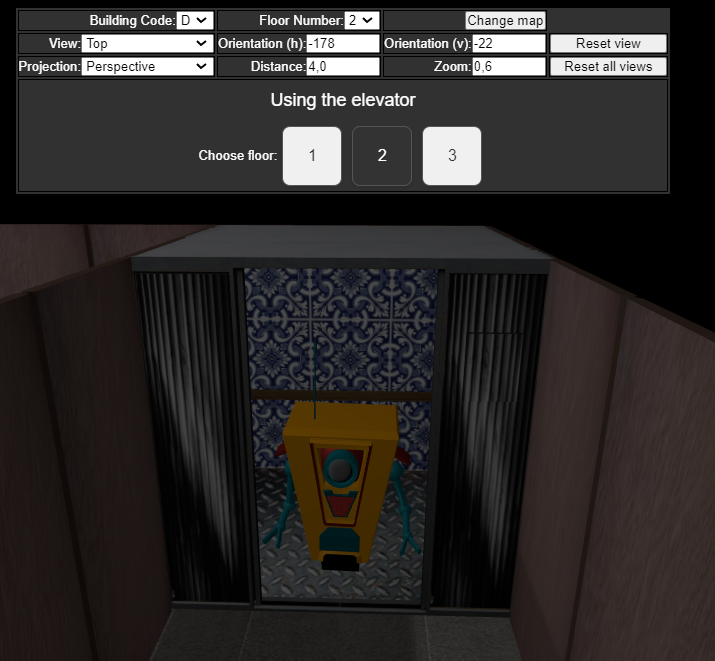 Building Code: D Floor Number: 2 Change map
View: Top Orientation (h): -178 Orientation (v): -22 Reset view
Projection: Perspective Distance: 4,0 Zoom: 0,6 Reset all views
Using the elevator
Choose floor: 1 2 3